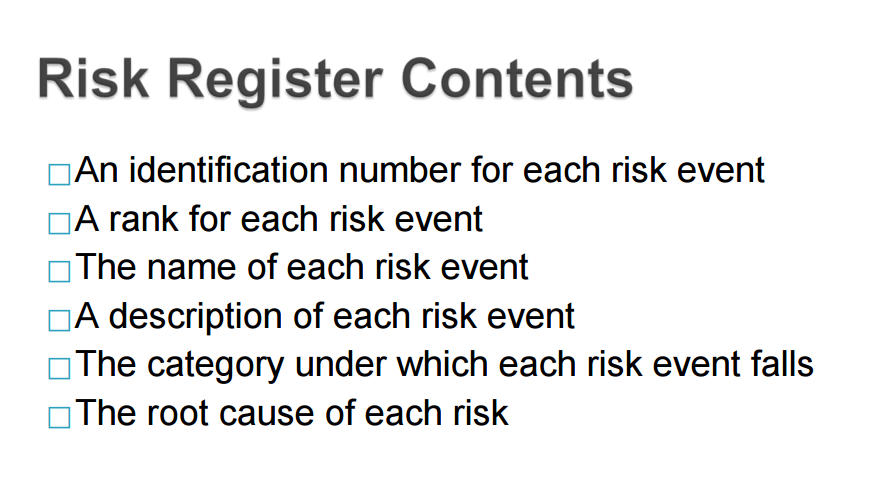 Risk Register Contents
An identification number for each risk event
A rank for each risk event
The name of each risk event
A description of each risk event
The category under which each risk event falls
The root cause of each risk